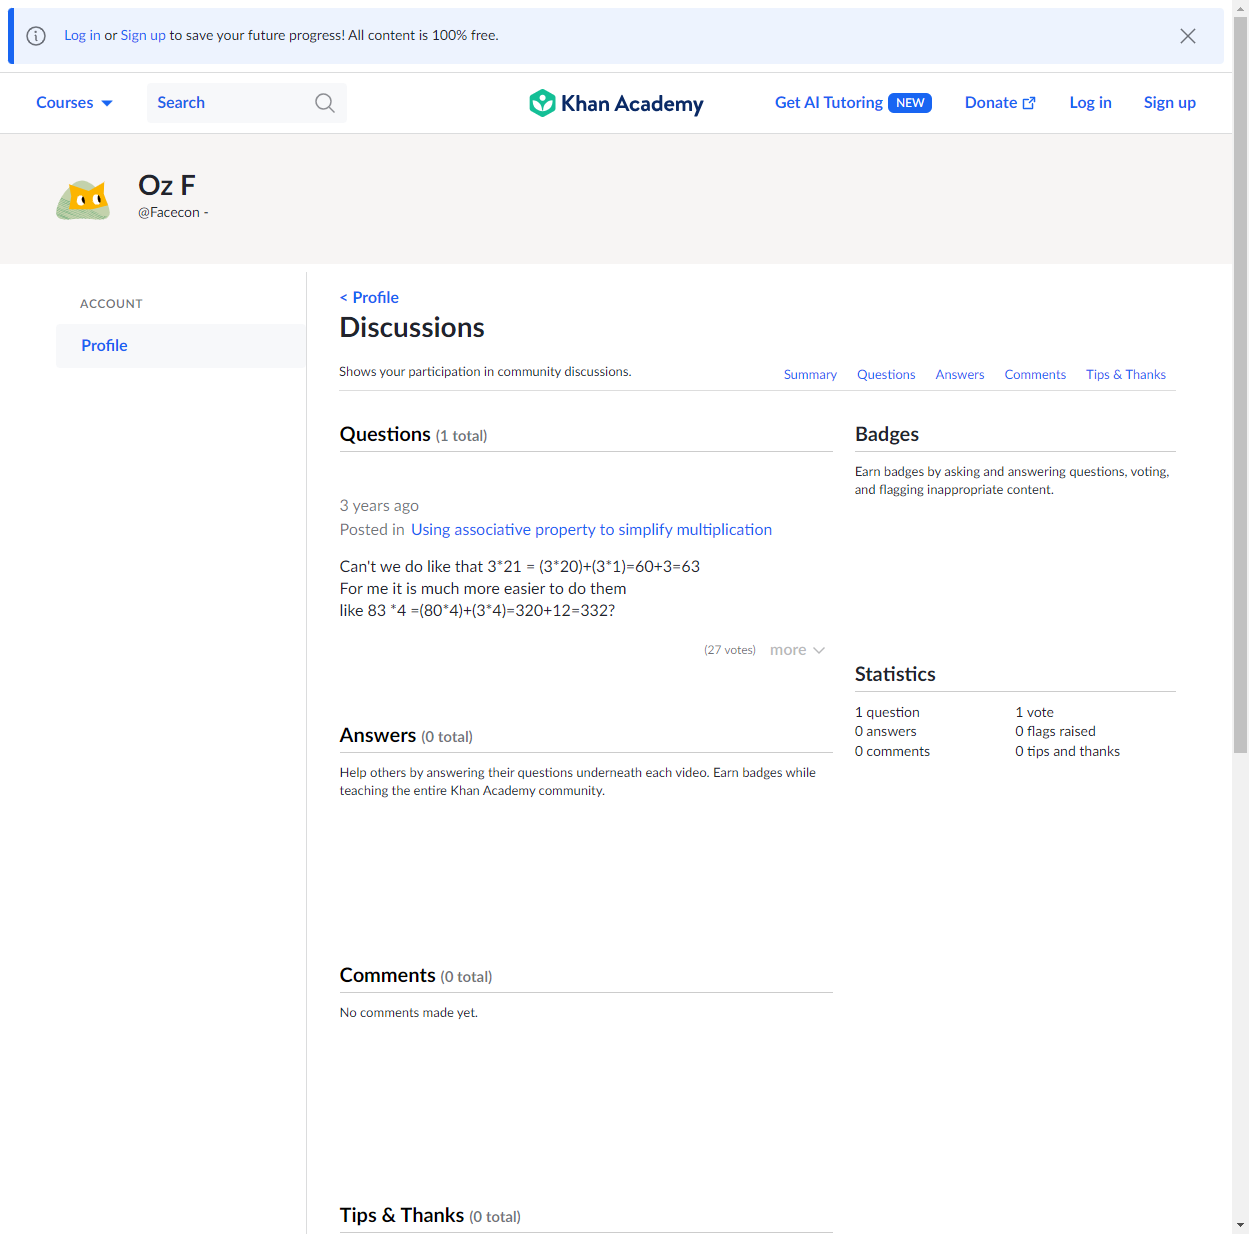 Log in or Sign up to save your future progress! All content is 100% free.
Courses
Search
Khan Academy
Get AI Tutoring NEW
Donate
Log in
Sign up
Oz F
@Facecon -
ACCOUNT
Profile
< Profile
Discussions
Shows your participation in community discussions.
Summary
Questions
Answers
Comments
Tips & Thanks
Questions (1 total)
3 years ago
Posted in Using associative property to simplify multiplication
Can't we do like that 3*21 = (3*20)+(3*1)=60+3=63
For me it is much more easier to do them
like 83 *4 =(80*4)+(3*4)=320+12=332?
(27 votes)
more
Answers (0 total)
Help others by answering their questions underneath each video. Earn badges while
teaching the entire Khan Academy community.
Comments (0 total)
No comments made yet.
Tips & Thanks (0 total)
Badges
Earn badges by asking and answering questions, voting,
and flagging inappropriate content.
Statistics
1 question
0 answers
0 comments
1 vote
0 flags raised
0 tips and thanks